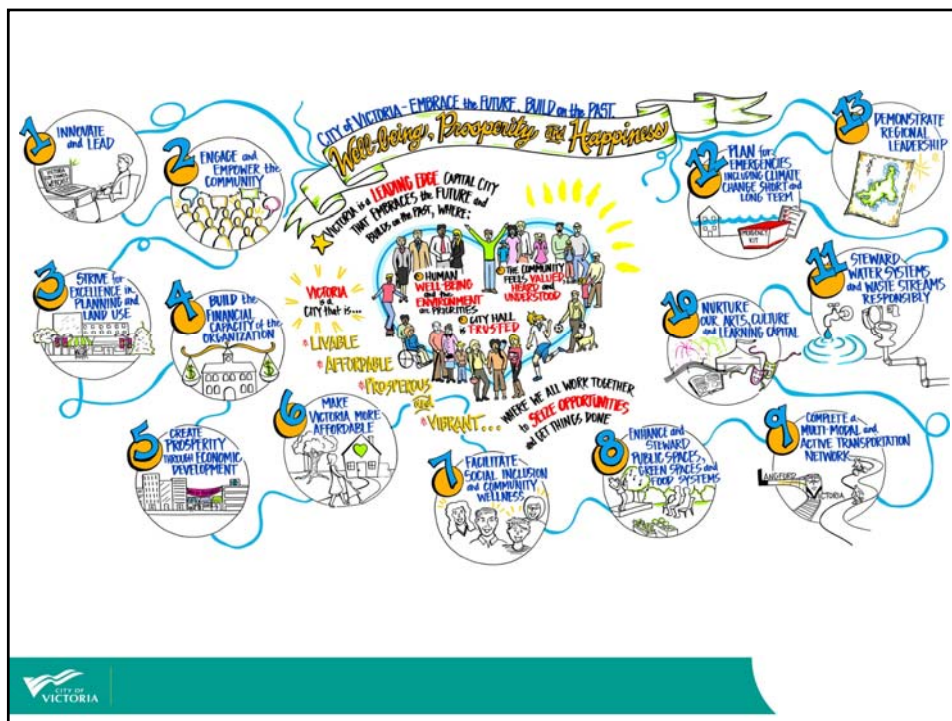 CITY OF VICTORIA - EMBRACE the FUTURE. BUILD on the PAST.
Well-being, Prosperity and Happiness
1
INNOVATE
and LEAD
2
ENGAGE and
EMPOWER the
COMMUNITY
3
STRIVE for
EXCELLENCE in
PLANNING and
LAND USE
4
BUILD the
FINANCIAL
CAPACITY of the
ORGANIZATION
$
$
5
CREATE
PROSPERITY
THROUGH ECONOMIC
DEVELOPMENT
6
MAKE
VICTORIA MORE
AFFORDABLE
7
FACILITATE
SOCIAL INCLUSION
and COMMUNITY
WELLNESS
8
ENHANCE and
STEWARD
PUBLIC SPACES,
GREEN SPACES and
FOOD SYSTEMS
9
COMPLETE a
MULTI-MODAL and
ACTIVE TRANSPORTATION
NETWORK
LANGFORD
VICTORIA
10
NURTURE
OUR ARTS, CULTURE
and LEARNING CAPITAL
11
STEWARD
WATER SYSTEMS
and WASTE STREAMS
RESPONSIBLY
12
PLAN for
EMERGENCIES
INCLUDING CLIMATE
CHANGE SHORT and
LONG TERM
EMERGENCY
KIT
13
DEMONSTRATE
REGIONAL
LEADERSHIP
VICTORIA is a LEADING EDGE CAPITAL CITY
THAT EMBRACES the FUTURE and
BUILDS on the PAST, WHERE:
HUMAN
WELL-BEING
and the
ENVIRONMENT
are PRIORITIES
THE COMMUNITY
FEELS VALUED,
HEARD and
UNDERSTOOD
CITY HALL
is TRUSTED
VICTORIA
is a
CITY that is...
LIVABLE
AFFORDABLE
PROSPEROUS
and
VIBRANT...
WHERE WE ALL WORK TOGETHER
to SEIZE OPPORTUNITIES
and GET THINGS DONE
CITY OF
VICTORIA